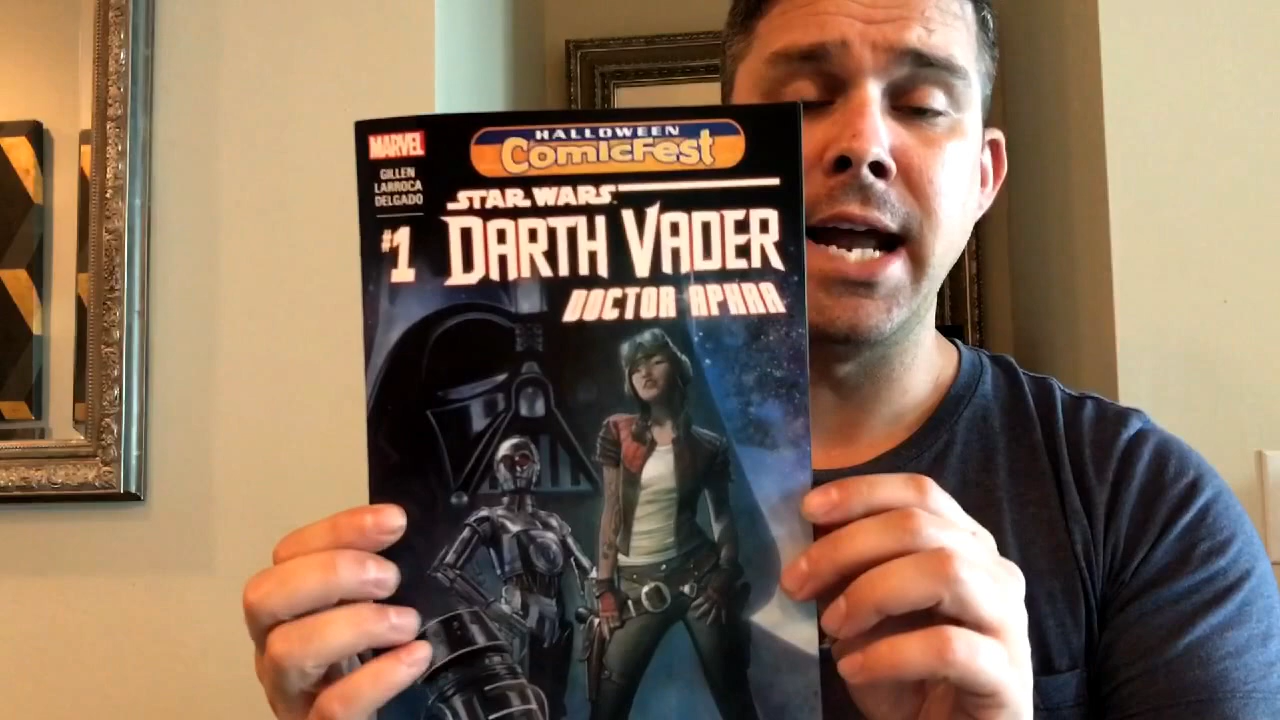 MARVEL
HALLOWEEN
COMICFEST
GILLEN
LARROCA
DELGADO
STAR WARS
#1
DARTH VADER
DOCTOR APHRA